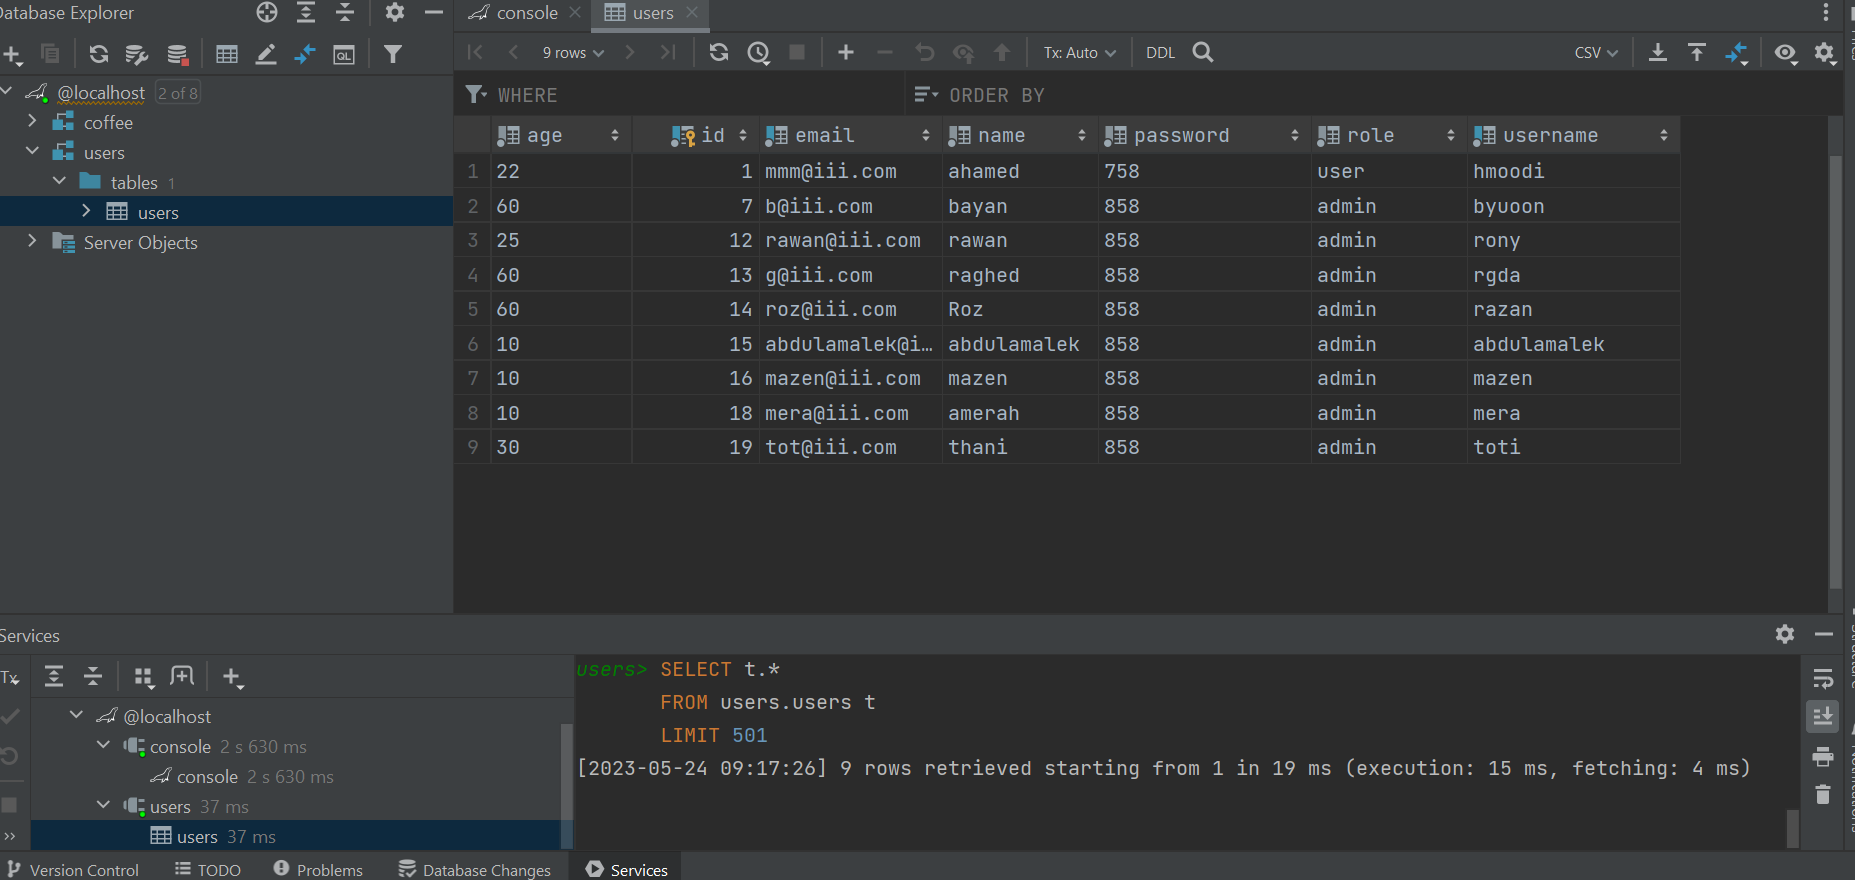 Database Explorer
console
users
9 rows
Tx: Auto
DDL
CSV
@localhost 2 of 8
coffee
users
tables 1
users
Server Objects
WHERE
ORDER BY
age id email name password role username
1 22 1 mmm@iii.com ahamed 758 user hmoodi
2 60 7 b@iii.com bayan 858 admin byuoon
3 25 12 rawan@iii.com rawan 858 admin rony
4 60 13 g@iii.com raghed 858 admin rgda
5 60 14 roz@iii.com Roz 858 admin razan
6 10 15 abdulamalek@i… abdulamalek 858 admin abdulamalek
7 10 16 mazen@iii.com mazen 858 admin mazen
8 10 18 mera@iii.com amerah 858 admin mera
9 30 19 tot@iii.com thani 858 admin toti
Services
Tx
@localhost
console 2 s 630 ms
console 2 s 630 ms
users 37 ms
users 37 ms
users> SELECT t.*
FROM users.users t
LIMIT 501
[2023-05-24 09:17:26] 9 rows retrieved starting from 1 in 19 ms (execution: 15 ms, fetching: 4 ms)
Version Control
TODO
Problems
Database Changes
Services